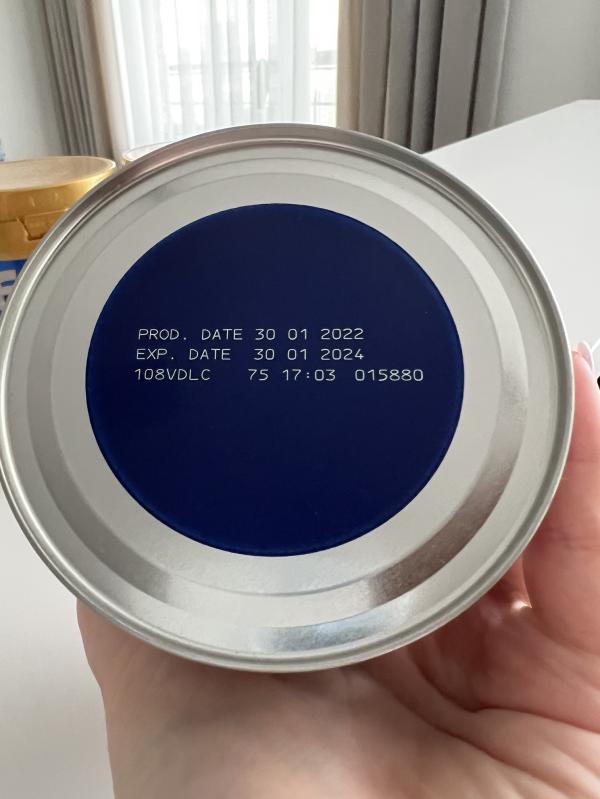 PROD. DATE 30 01 2022
EXP. DATE 30 01 2024
108VDLC 75 17:03 015880